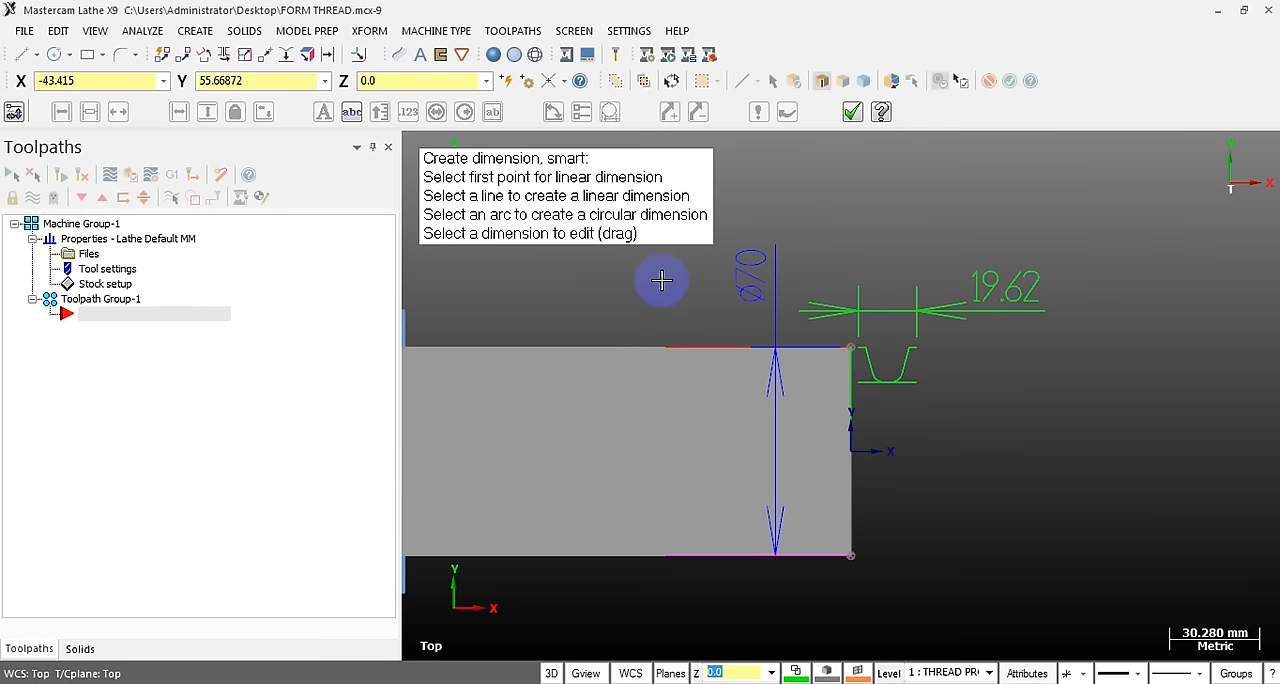 Mastercam Lathe X9 C:\Users\Administrator\Desktop\FORM THREAD.mcx-9
FILE EDIT VIEW ANALYZE CREATE SOLIDS MODEL PREP XFORM MACHINE TYPE TOOLPATHS SCREEN SETTINGS HELP
X -43.415 Y 55.66872 Z 0.0
A abc .123 ab
Toolpaths
G1
Machine Group-1
Properties - Lathe Default MM
Files
Tool settings
Stock setup
Toolpath Group-1
Create dimension, smart:
Select first point for linear dimension
Select a line to create a linear dimension
Select an arc to create a circular dimension
Select a dimension to edit (drag)
Y
X
T
Ø70
19.62
Y
X
Y
X
Top
30.280 mm
Metric
Toolpaths Solids
WCS: Top T/Cplane: Top 3D Gview WCS Planes Z 0.0 Level 1 : THREAD PR Attributes Groups ?